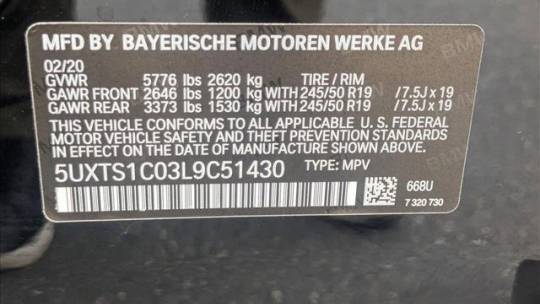 MFD BY BAYERISCHE MOTOREN WERKE AG
02/20
GVWR 5776 lbs 2620 kg TIRE / RIM
GAWR FRONT 2646 lbs 1200 kg WITH 245/50 R19 / 7.5J x 19
GAWR REAR 3373 lbs 1530 kg WITH 245/50 R19 / 7.5J x 19
THIS VEHICLE CONFORMS TO ALL APPLICABLE U. S. FEDERAL
MOTOR VEHICLE SAFETY AND THEFT PREVENTION STANDARDS
IN EFFECT ON THE DATE OF MANUFACTURE SHOWN ABOVE.
5UXTS1C03L9C51430 TYPE: MPV
668U
7 320 730